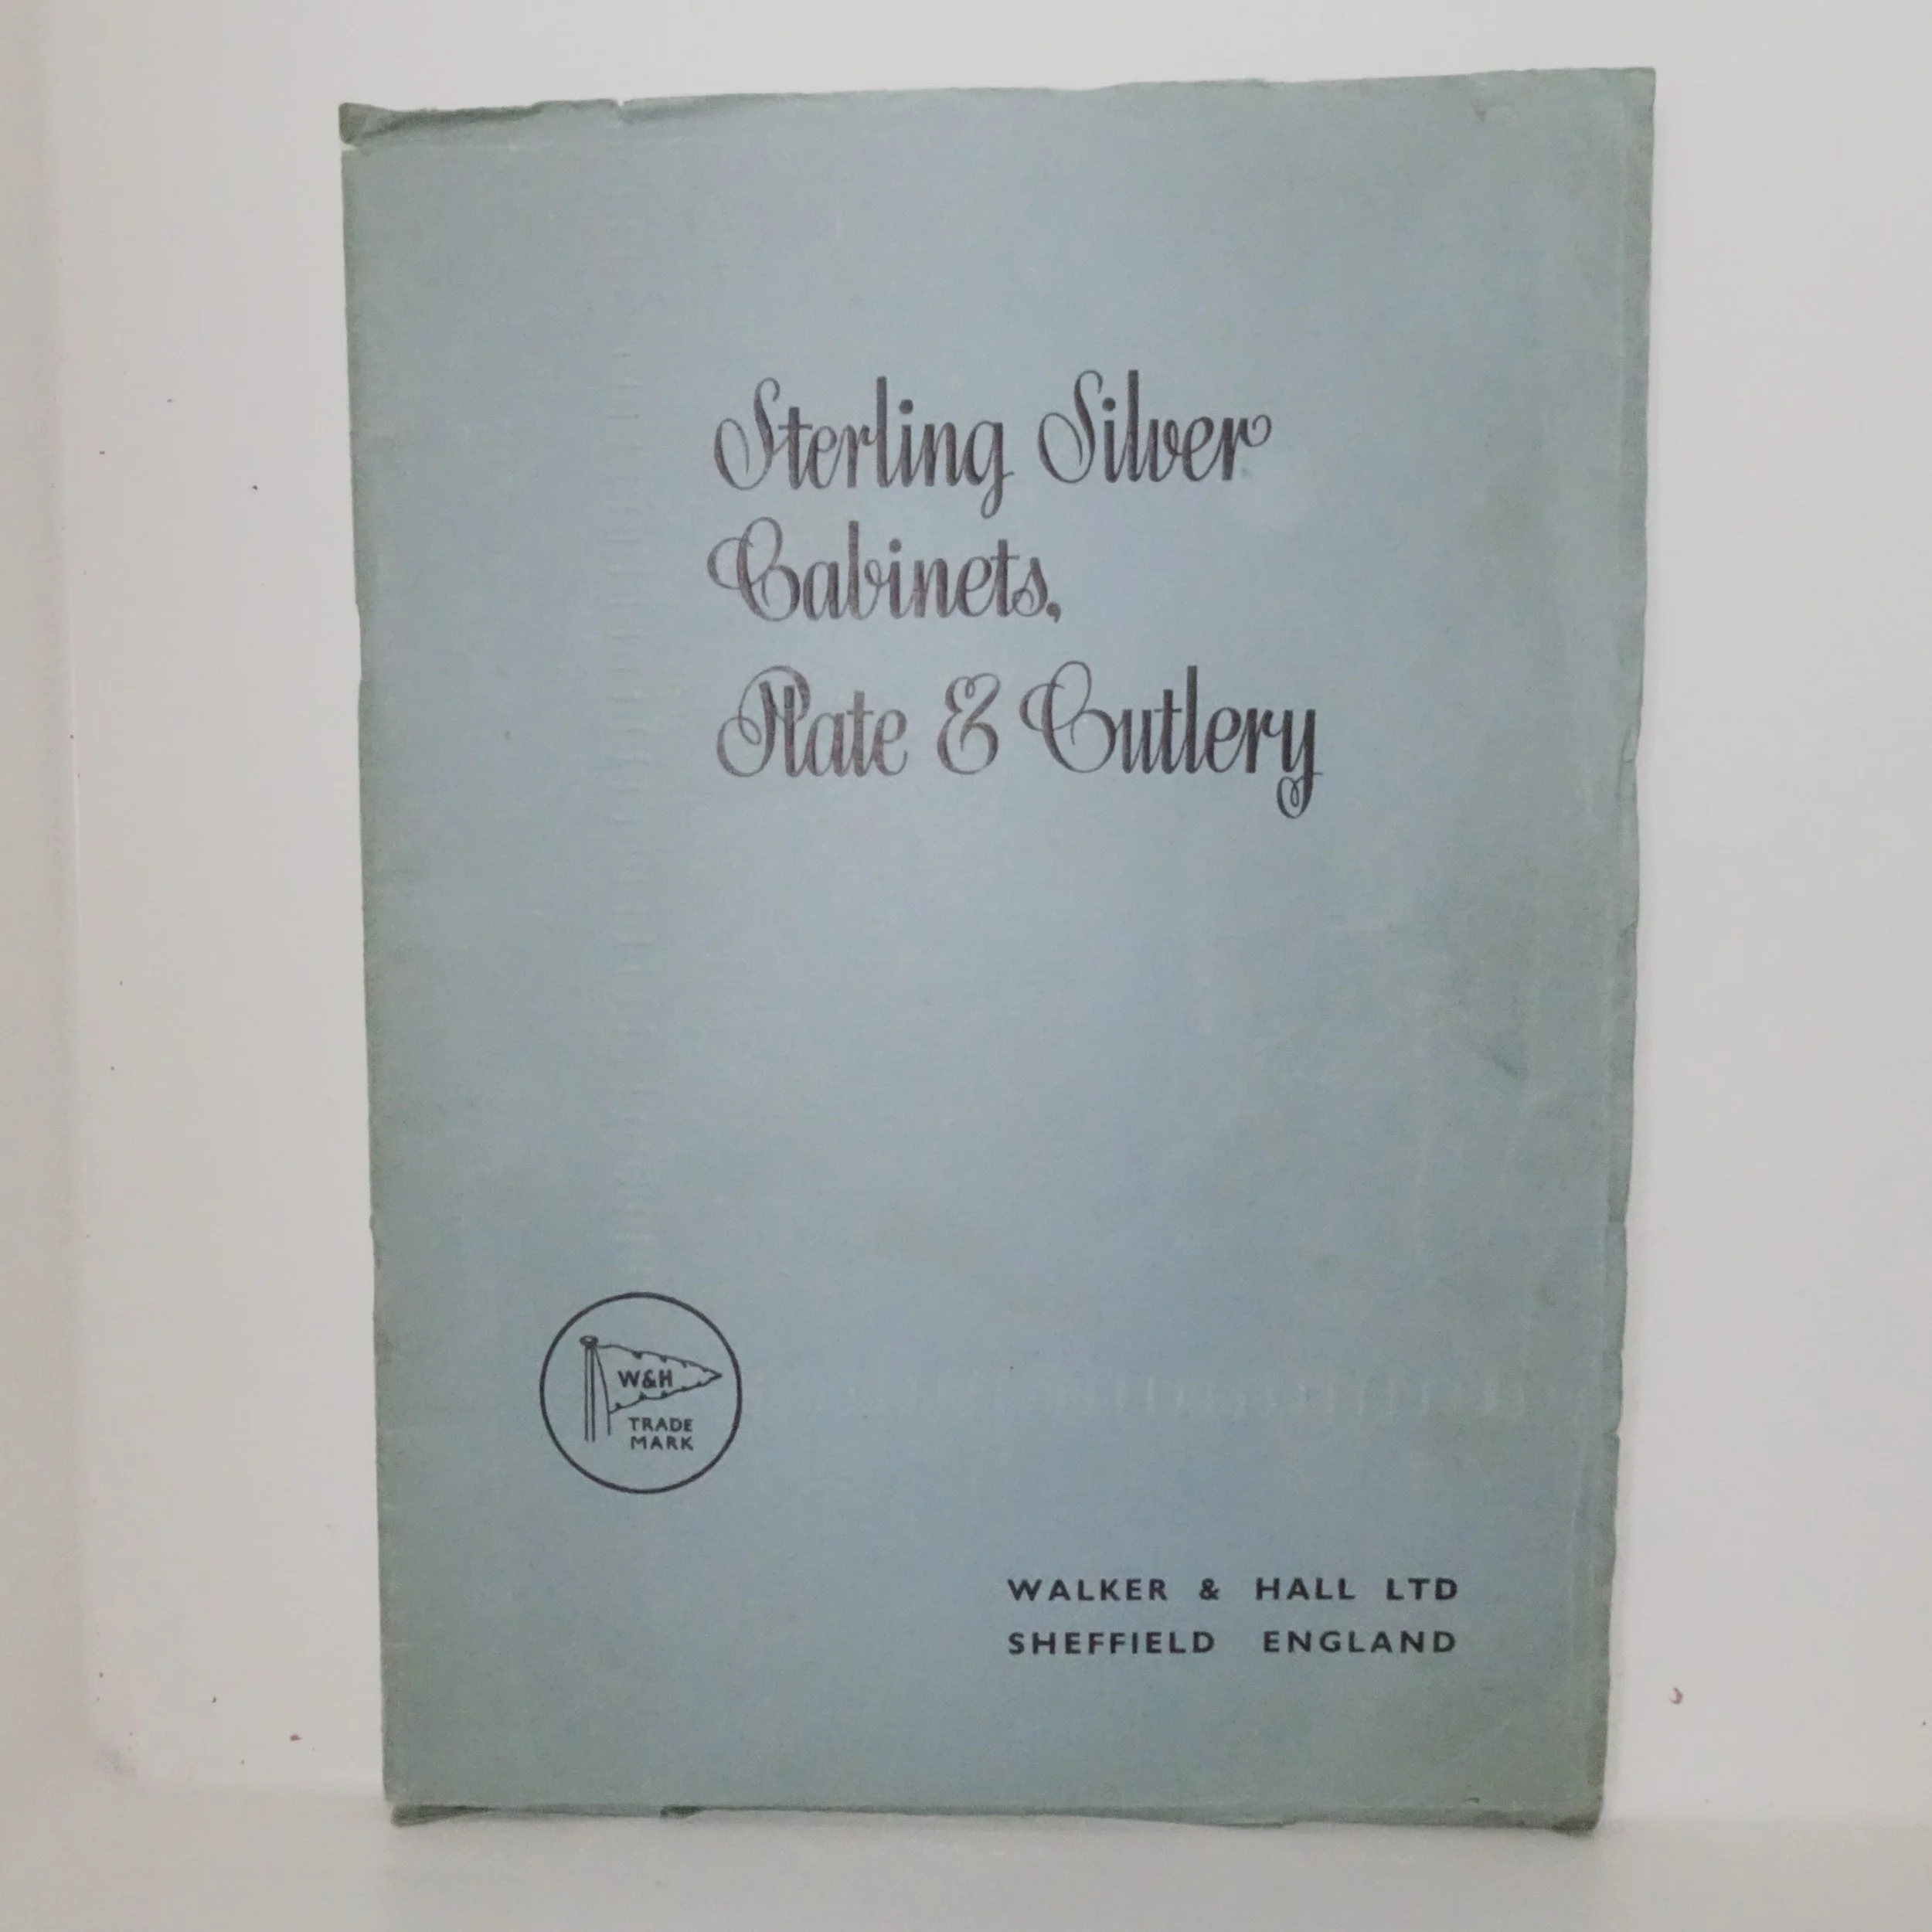 Sterling Silver
Cabinets,
Plate & Cutlery
W&H
TRADE
MARK
WALKER & HALL LTD
SHEFFIELD ENGLAND